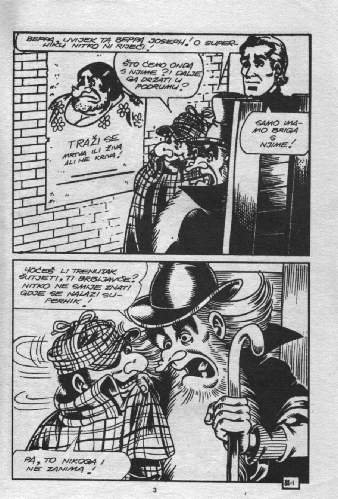 BEPPA, UVIJEK TA BEPPA JOSEPH! O SUPER-
HIKU NITKO NI RIJEČI!
ŠTO ĆEMO ONDA
S NJIME?! DALJE
GA DRŽATI U
PODRUMU?
TRAŽI SE
MRTVA ILI ŽIVA
ALI NE KRIVA!
SAMO IMA-
MO BRIGA
S
NJIME!
HOĆEŠ LI TRENUTAK
ŠUTJETI, TI BRBLJAVČE?
NITKO NE SMIJE ZNATI
GDJE SE NALAZI SU-
PERHIK!
PA, TO NIKOGA I
NE ZANIMA!
3